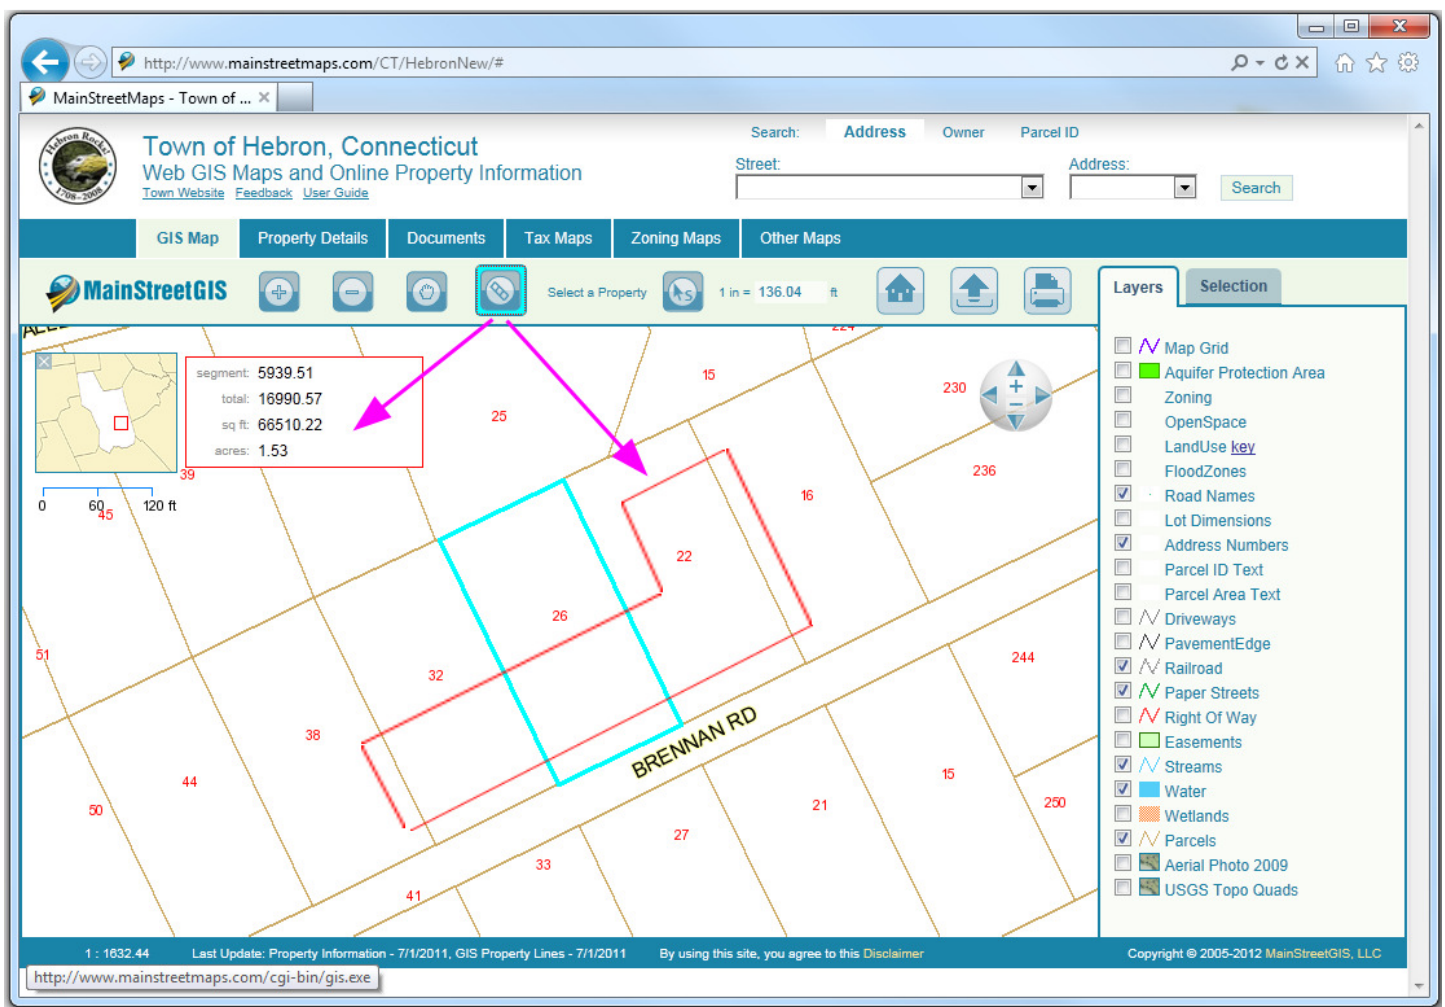 http://www.mainstreetmaps.com/CT/HebronNew/#
MainStreetMaps - Town of ...
Hebron Rocks!
1708-2008
Town of Hebron, Connecticut
Web GIS Maps and Online Property Information
Town Website Feedback User Guide
Search: Address Owner Parcel ID
Street: Address:
Search
GIS Map Property Details Documents Tax Maps Zoning Maps Other Maps
MainStreetGIS
Select a Property
S
1 in = 136.04 ft
Layers Selection
segment: 5939.51
total: 16990.57
sq ft: 66510.22
acres: 1.53
0 60 120 ft
224
15
230
25
39
236
16
45
22
26
51
32
244
38
BRENNAN RD
44
15
50
21
250
27
33
41
Map Grid
Aquifer Protection Area
Zoning
OpenSpace
LandUse key
FloodZones
Road Names
Lot Dimensions
Address Numbers
Parcel ID Text
Parcel Area Text
Driveways
PavementEdge
Railroad
Paper Streets
Right Of Way
Easements
Streams
Water
Wetlands
Parcels
Aerial Photo 2009
USGS Topo Quads
1 : 1632.44 Last Update: Property Information - 7/1/2011, GIS Property Lines - 7/1/2011 By using this site, you agree to this Disclaimer Copyright © 2005-2012 MainStreetGIS, LLC
http://www.mainstreetmaps.com/cgi-bin/gis.exe